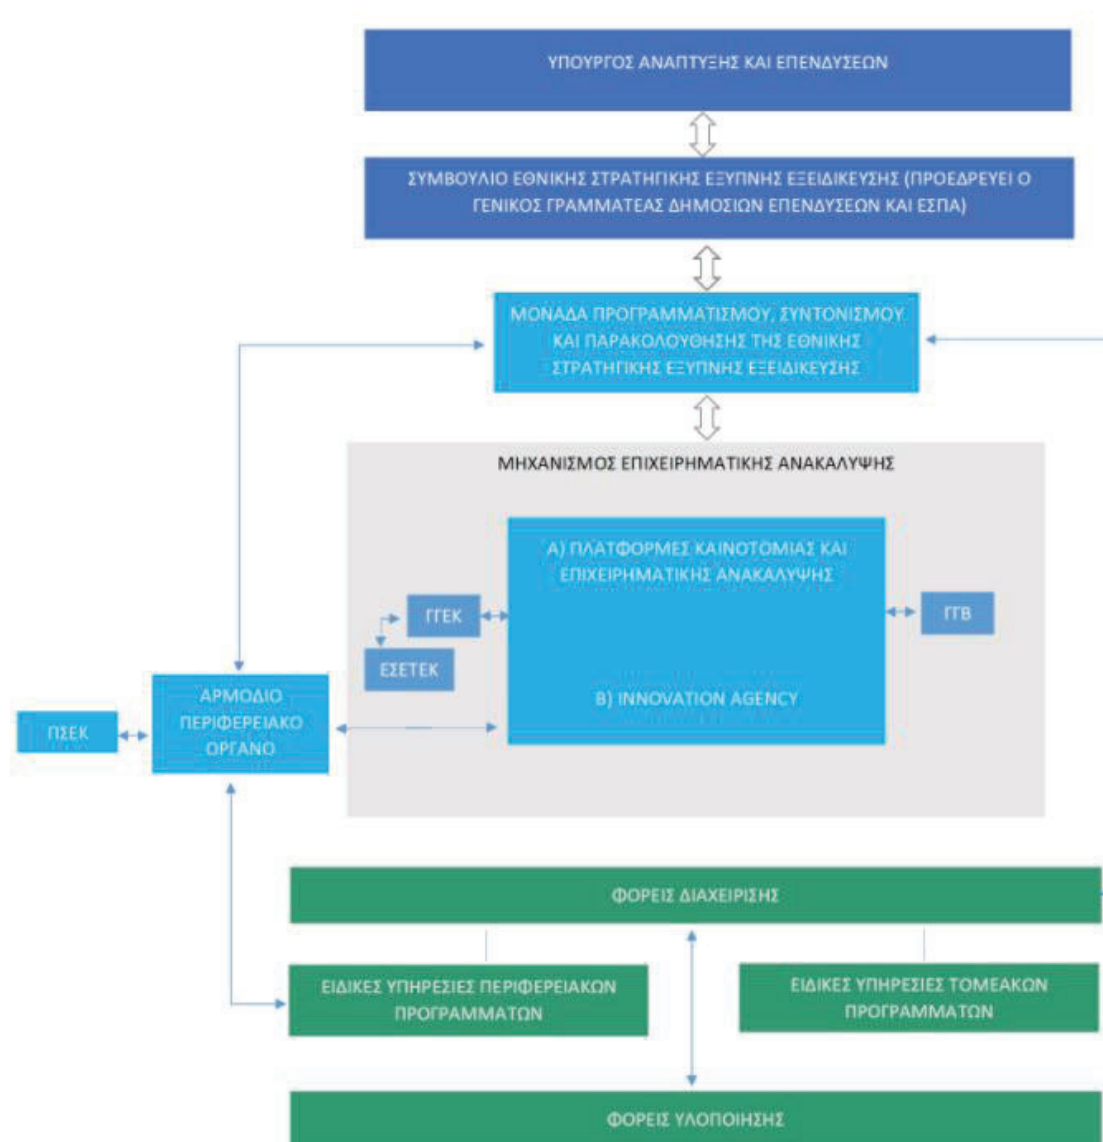 ΥΠΟΥΡΓΟΣ ΑΝΑΠΤΥΞΗΣ ΚΑΙ ΕΠΕΝΔΥΣΕΩΝ
ΣΥΜΒΟΥΛΙΟ ΕΘΝΙΚΗΣ ΣΤΡΑΤΗΓΙΚΗΣ ΕΞΥΠΝΗΣ ΕΞΕΙΔΙΚΕΥΣΗΣ (ΠΡΟΕΔΡΕΥΕΙ Ο
ΓΕΝΙΚΟΣ ΓΡΑΜΜΑΤΕΑΣ ΔΗΜΟΣΙΩΝ ΕΠΕΝΔΥΣΕΩΝ ΚΑΙ ΕΣΠΑ)
ΜΟΝΑΔΑ ΠΡΟΓΡΑΜΜΑΤΙΣΜΟΥ, ΣΥΝΤΟΝΙΣΜΟΥ
ΚΑΙ ΠΑΡΑΚΟΛΟΥΘΗΣΗΣ ΤΗΣ ΕΘΝΙΚΗΣ
ΣΤΡΑΤΗΓΙΚΗΣ ΕΞΥΠΝΗΣ ΕΞΕΙΔΙΚΕΥΣΗΣ
ΜΗΧΑΝΙΣΜΟΣ ΕΠΙΧΕΙΡΗΜΑΤΙΚΗΣ ΑΝΑΚΑΛΥΨΗΣ
Α) ΠΛΑΤΦΟΡΜΕΣ ΚΑΙΝΟΤΟΜΙΑΣ ΚΑΙ
ΕΠΙΧΕΙΡΗΜΑΤΙΚΗΣ ΑΝΑΚΑΛΥΨΗΣ
ΓΓΕΚ
ΓΓΒ
ΕΣΕΤΕΚ
Β) INNOVATION AGENCY
ΑΡΜΟΔΙΟ
ΠΕΡΙΦΕΡΕΙΑΚΟ
ΟΡΓΑΝΟ
ΠΣΕΚ
ΦΟΡΕΙΣ ΔΙΑΧΕΙΡΙΣΗΣ
ΕΙΔΙΚΕΣ ΥΠΗΡΕΣΙΕΣ ΠΕΡΙΦΕΡΕΙΑΚΩΝ
ΠΡΟΓΡΑΜΜΑΤΩΝ
ΕΙΔΙΚΕΣ ΥΠΗΡΕΣΙΕΣ ΤΟΜΕΑΚΩΝ
ΠΡΟΓΡΑΜΜΑΤΩΝ
ΦΟΡΕΙΣ ΥΛΟΠΟΙΗΣΗΣ